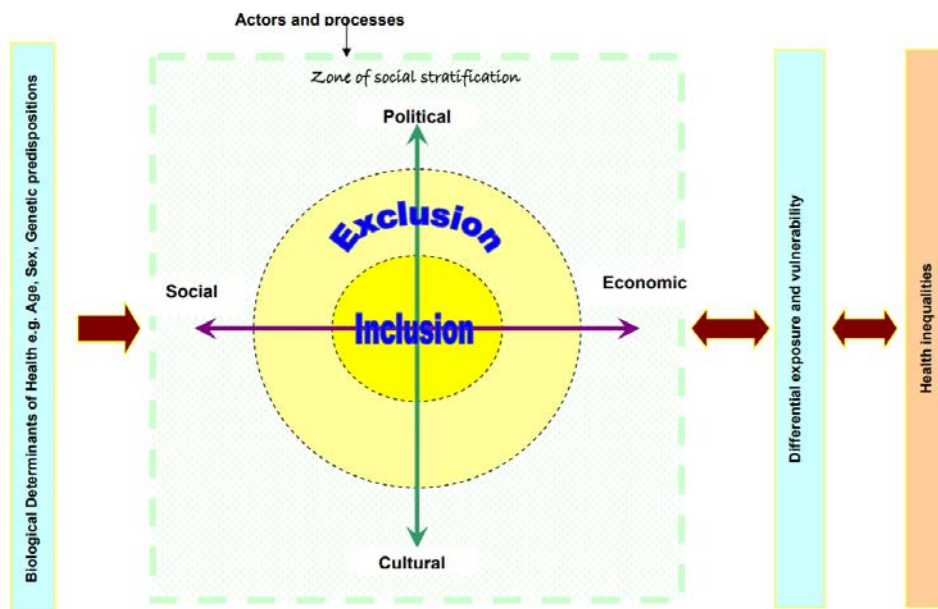 Actors and processes
Zone of social stratification
Political
Exclusion
Social
Economic
Inclusion
Cultural
Biological Determinants of Health e.g. Age, Sex, Genetic predispositions
Differential exposure and vulnerability
Health inequalities